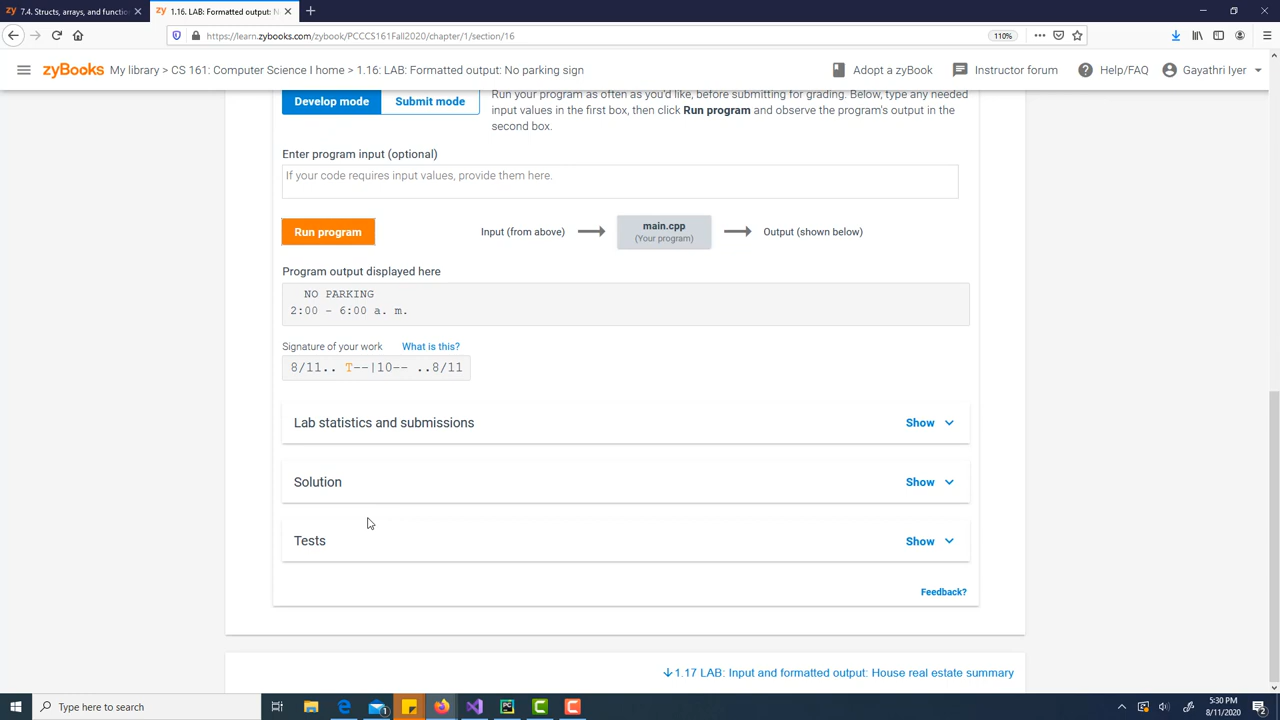 7.4. Structs, arrays, and functio
1.16. LAB: Formatted output: N
https://learn.zybooks.com/zybook/PCCCS161Fall2020/chapter/1/section/16
110%
zyBooks My library > CS 161: Computer Science I home > 1.16: LAB: Formatted output: No parking sign
Adopt a zyBook
Instructor forum
Help/FAQ
Gayathri Iyer
Develop mode
Submit mode
Run your program as often as you'd like, before submitting for grading. Below, type any needed
input values in the first box, then click Run program and observe the program's output in the
second box.
Enter program input (optional)
If your code requires input values, provide them here.
Run program
Input (from above)
main.cpp
(Your program)
Output (shown below)
Program output displayed here
NO PARKING
2:00 - 6:00 a. m.
Signature of your work What is this?
8/11.. T--|10-- ..8/11
Lab statistics and submissions Show
Solution Show
Tests Show
Feedback?
1.17 LAB: Input and formatted output: House real estate summary
Type here to search
5:30 PM
8/11/2020